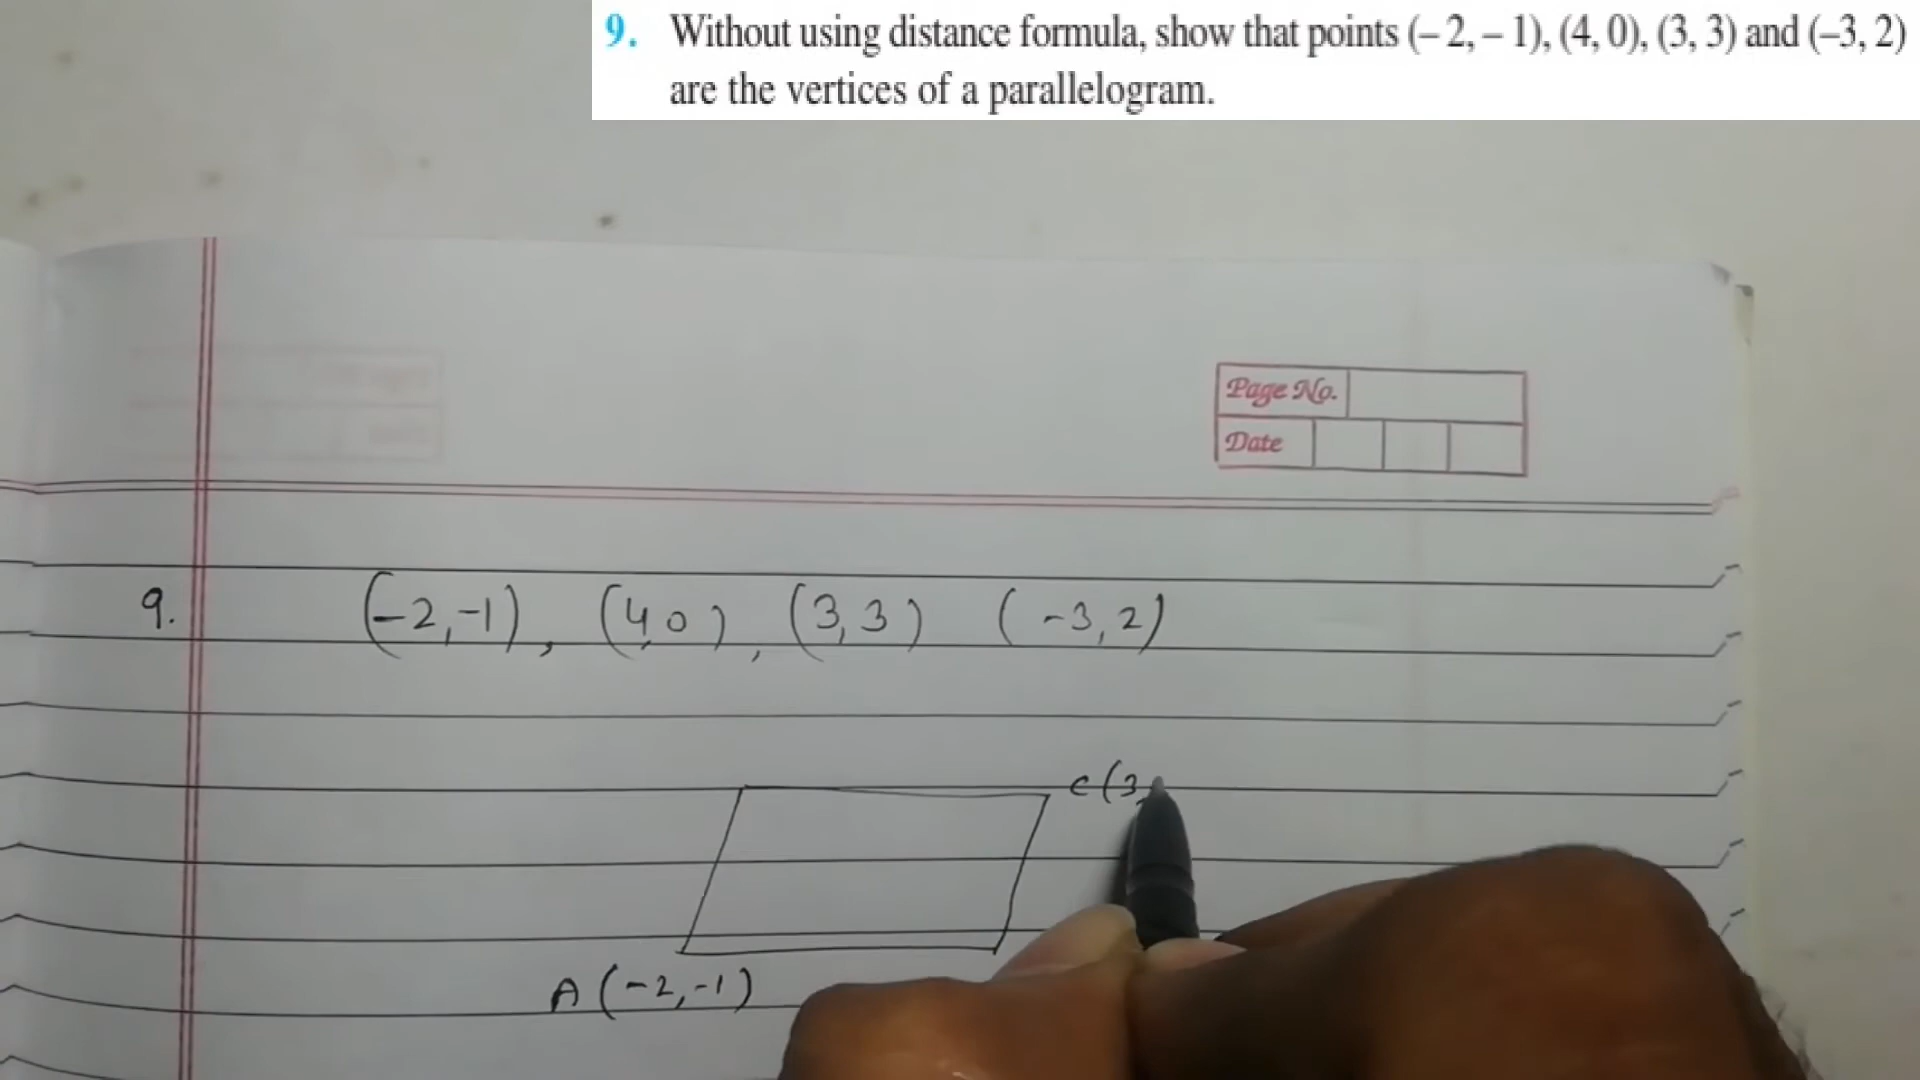 9. Without using distance formula, show that points (– 2, – 1), (4, 0), (3, 3) and (–3, 2)
are the vertices of a parallelogram.
Page No.
Date
9. (-2,-1), (4,0), (3,3) (-3,2)
C(3,
A(-2,-1)